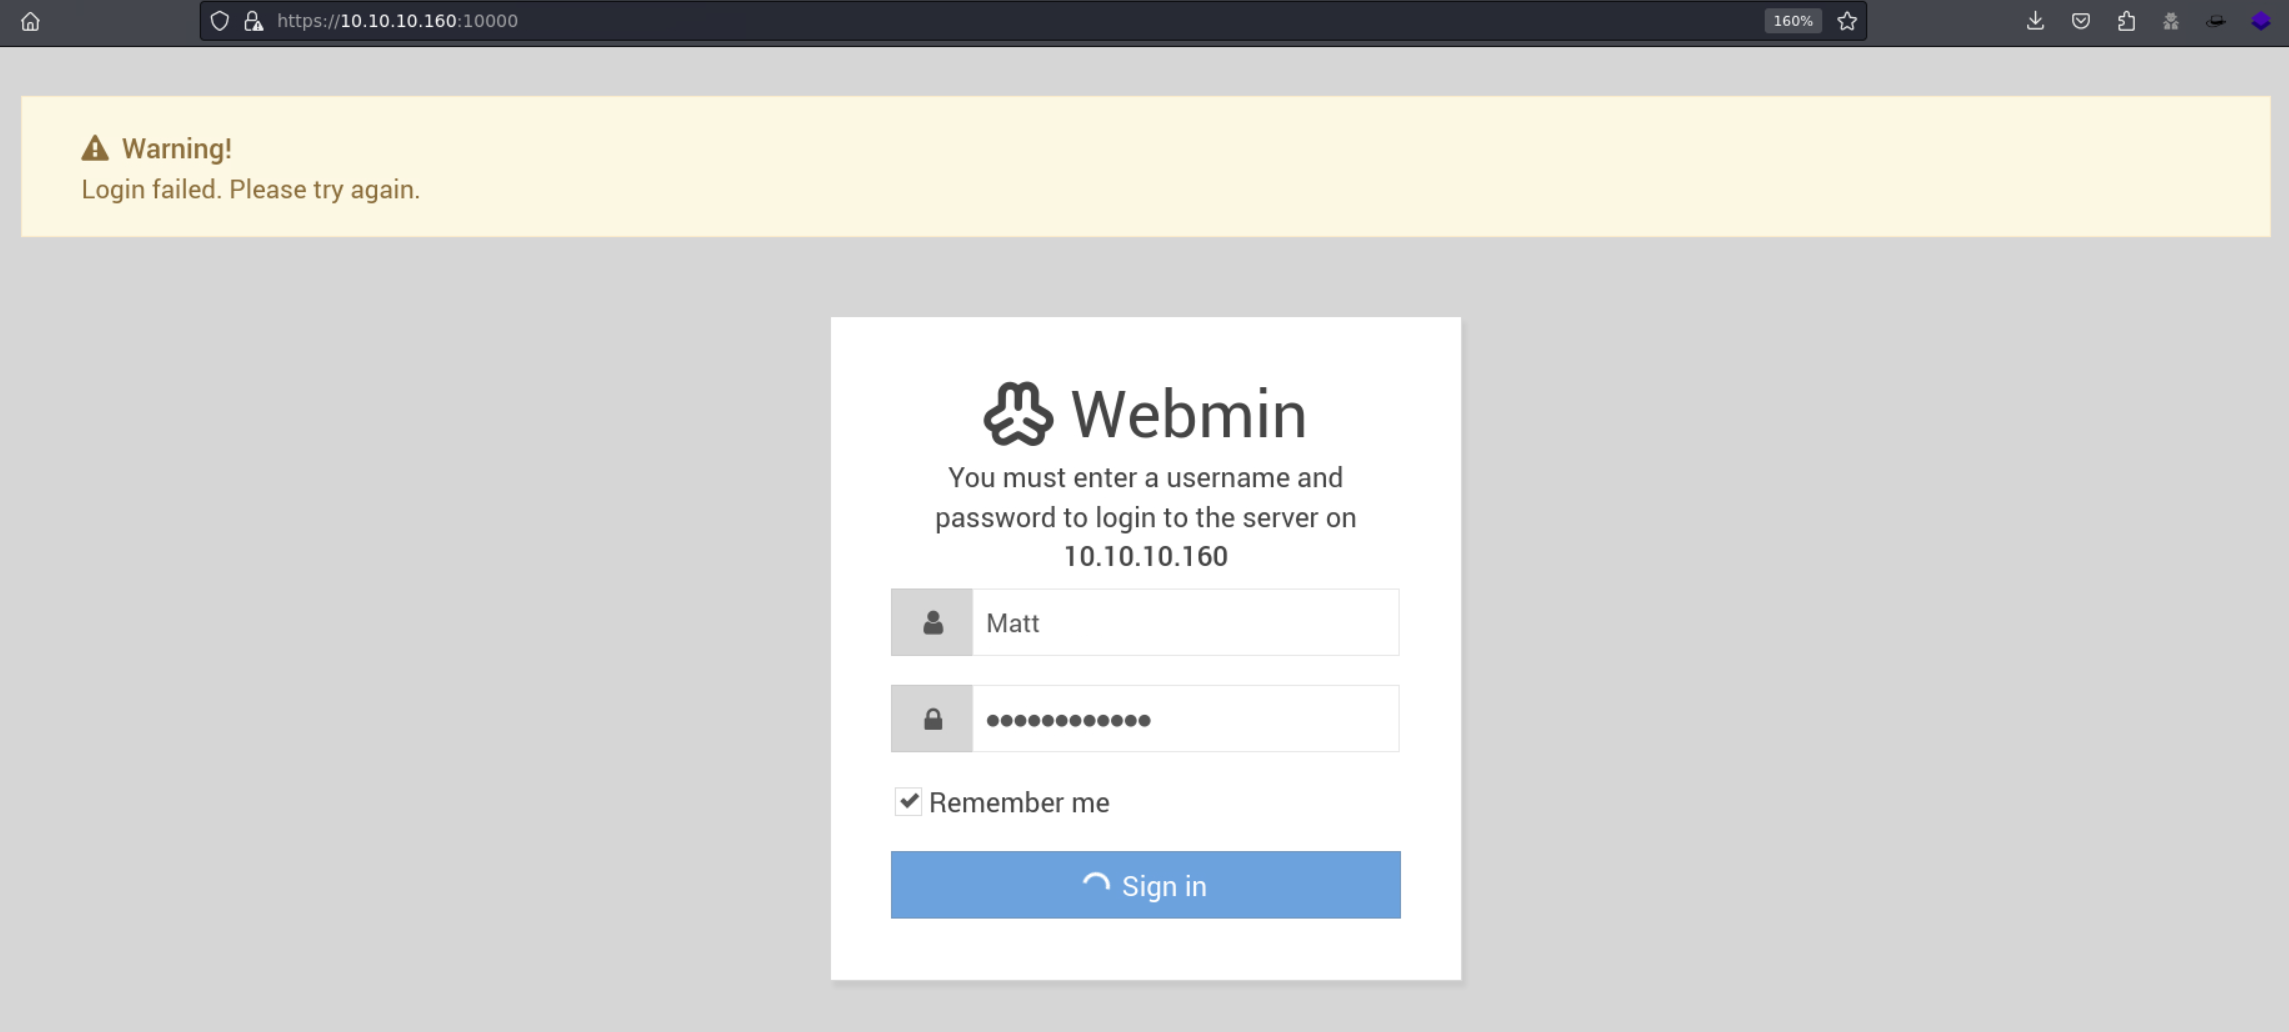 https://10.10.10.160:10000
160%
Warning!
Login failed. Please try again.
Webmin
You must enter a username and
password to login to the server on
10.10.10.160
Matt
●●●●●●●●●●●●
Remember me
Sign in